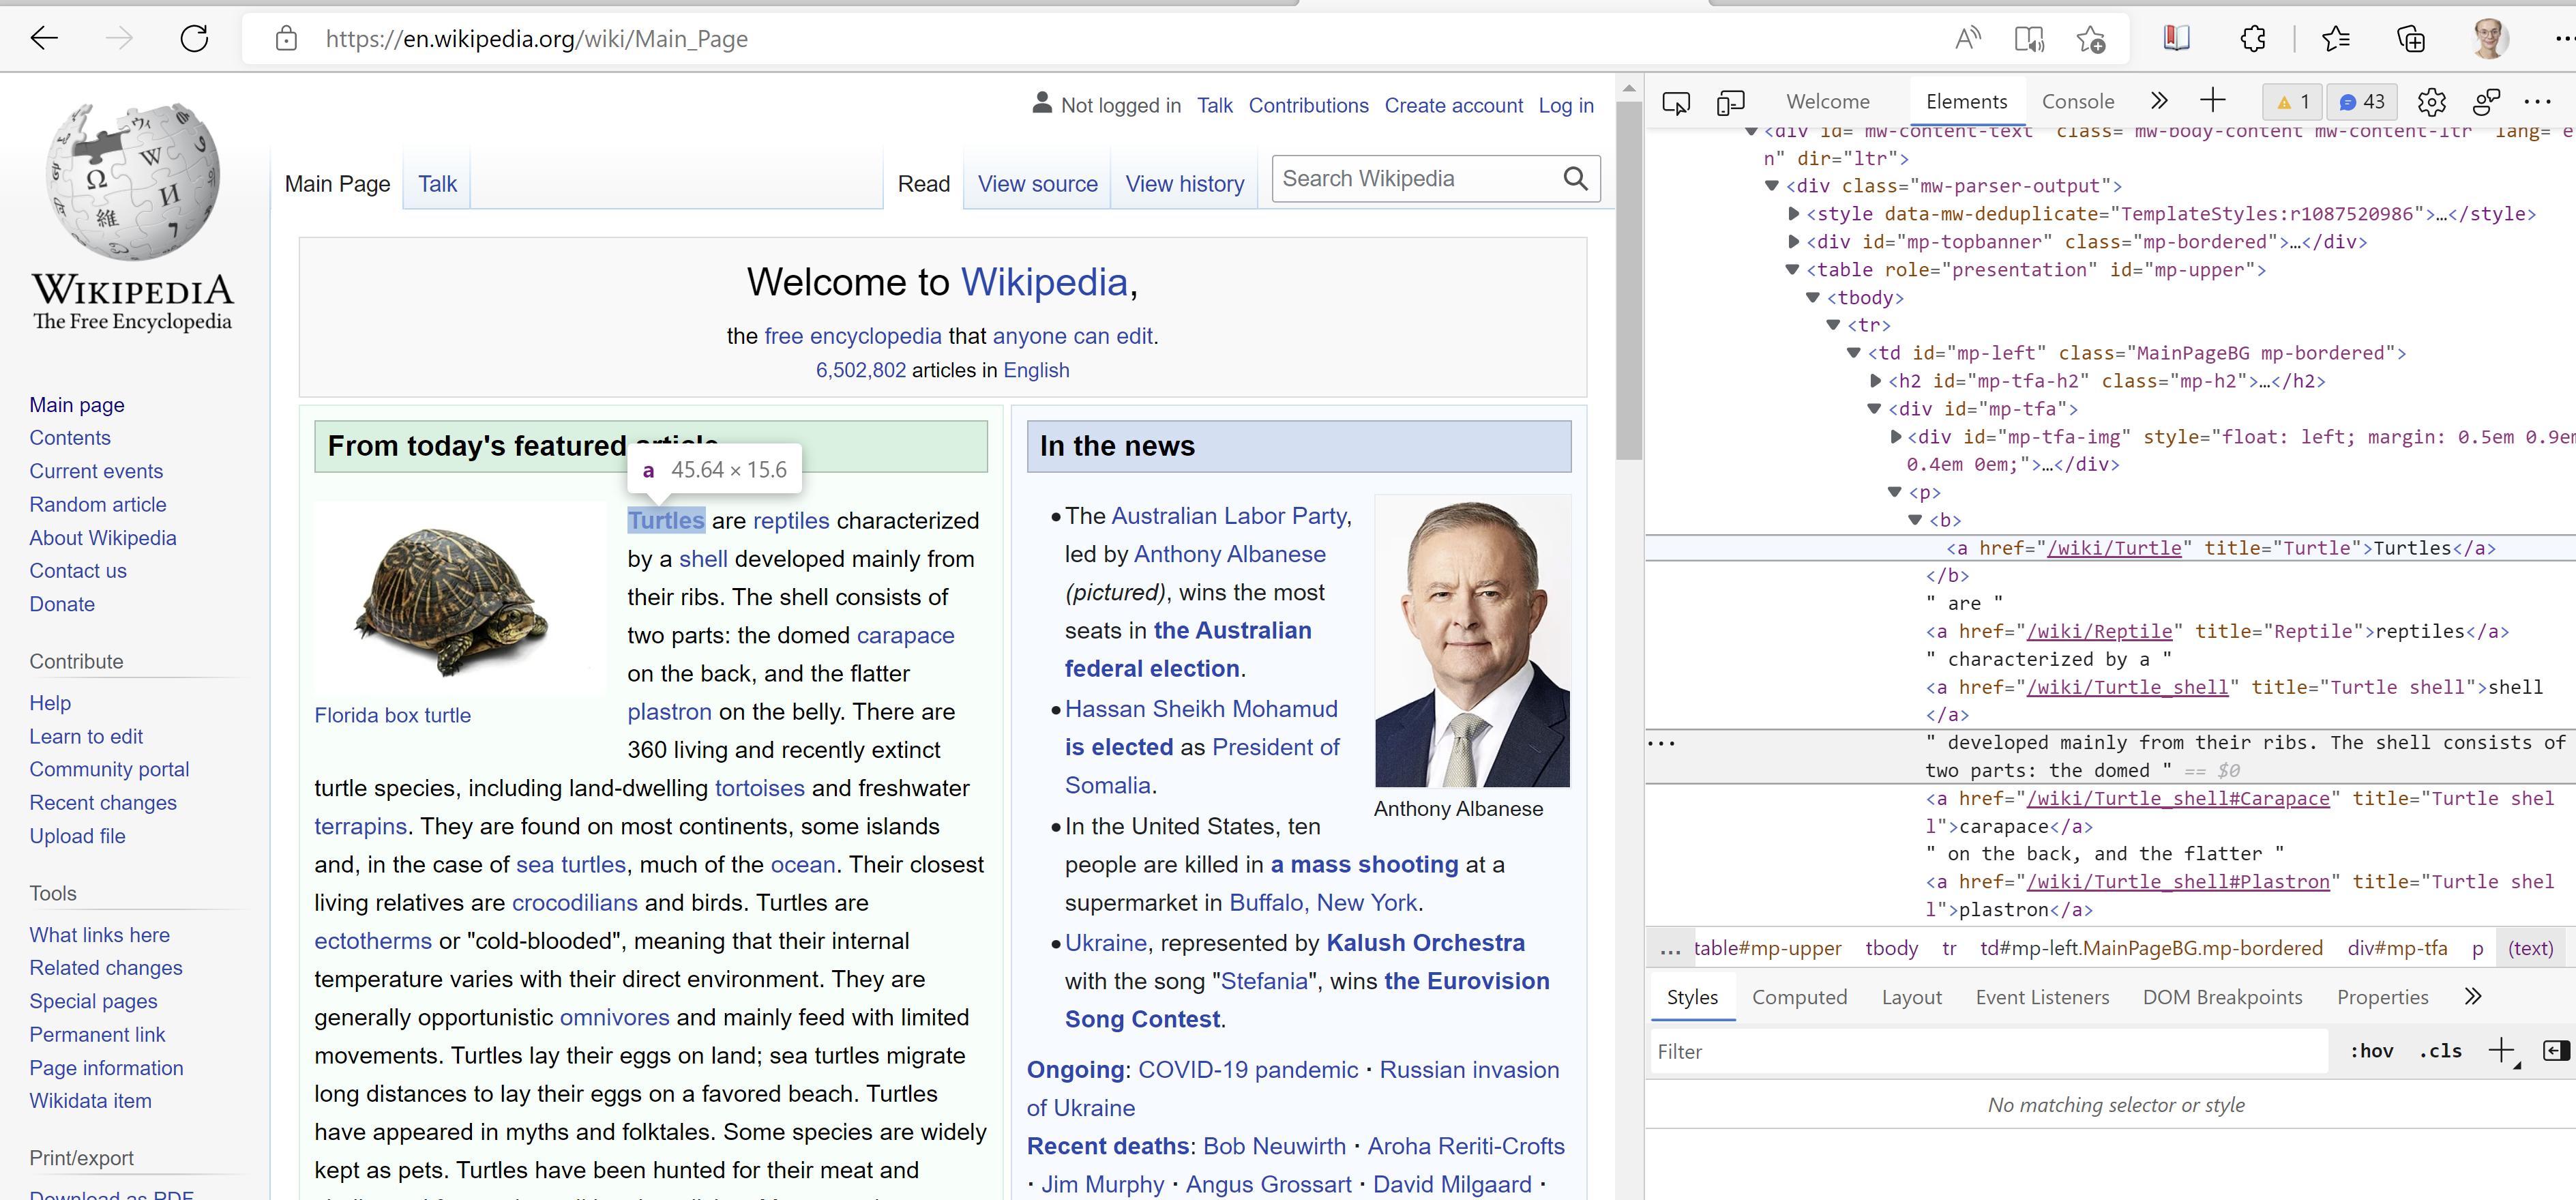 https://en.wikipedia.org/wiki/Main_Page
Not logged in Talk Contributions Create account Log in
Main Page Talk
Read View source View history
Search Wikipedia
WIKIPEDIA
The Free Encyclopedia
Main page
Contents
Current events
Random article
About Wikipedia
Contact us
Donate
Contribute
Help
Learn to edit
Community portal
Recent changes
Upload file
Tools
What links here
Related changes
Special pages
Permanent link
Page information
Wikidata item
Print/export
Download as PDF
Welcome to Wikipedia,
the free encyclopedia that anyone can edit.
6,502,802 articles in English
From today's featured article
a 45.64 × 15.6
Florida box turtle
Turtles are reptiles characterized
by a shell developed mainly from
their ribs. The shell consists of
two parts: the domed carapace
on the back, and the flatter
plastron on the belly. There are
360 living and recently extinct
turtle species, including land-dwelling tortoises and freshwater
terrapins. They are found on most continents, some islands
and, in the case of sea turtles, much of the ocean. Their closest
living relatives are crocodilians and birds. Turtles are
ectotherms or "cold-blooded", meaning that their internal
temperature varies with their direct environment. They are
generally opportunistic omnivores and mainly feed with limited
movements. Turtles lay their eggs on land; sea turtles migrate
long distances to lay their eggs on a favored beach. Turtles
have appeared in myths and folktales. Some species are widely
kept as pets. Turtles have been hunted for their meat and
In the news
• The Australian Labor Party,
led by Anthony Albanese
(pictured), wins the most
seats in the Australian
federal election.
• Hassan Sheikh Mohamud
is elected as President of
Somalia.
Anthony Albanese
• In the United States, ten
people are killed in a mass shooting at a
supermarket in Buffalo, New York.
• Ukraine, represented by Kalush Orchestra
with the song "Stefania", wins the Eurovision
Song Contest.
Ongoing: COVID-19 pandemic · Russian invasion
of Ukraine
Recent deaths: Bob Neuwirth · Aroha Reriti-Crofts
· Jim Murphy · Angus Grossart · David Milgaard ·
Welcome Elements Console 1 43
<div id="mw-content-text" class="mw-body-content mw-content-ltr" lang="e
n" dir="ltr">
<div class="mw-parser-output">
<style data-mw-deduplicate="TemplateStyles:r1087520986">…</style>
<div id="mp-topbanner" class="mp-bordered">…</div>
<table role="presentation" id="mp-upper">
<tbody>
<tr>
<td id="mp-left" class="MainPageBG mp-bordered">
<h2 id="mp-tfa-h2" class="mp-h2">…</h2>
<div id="mp-tfa">
<div id="mp-tfa-img" style="float: left; margin: 0.5em 0.9em
0.4em 0em;">…</div>
<p>
<b>
<a href="/wiki/Turtle" title="Turtle">Turtles</a>
</b>
" are "
<a href="/wiki/Reptile" title="Reptile">reptiles</a>
" characterized by a "
<a href="/wiki/Turtle_shell" title="Turtle shell">shell
</a>
" developed mainly from their ribs. The shell consists of
two parts: the domed " == $0
<a href="/wiki/Turtle_shell#Carapace" title="Turtle shel
l">carapace</a>
" on the back, and the flatter "
<a href="/wiki/Turtle_shell#Plastron" title="Turtle shel
l">plastron</a>
… table#mp-upper tbody tr td#mp-left.MainPageBG.mp-bordered div#mp-tfa p (text)
Styles Computed Layout Event Listeners DOM Breakpoints Properties
Filter :hov .cls
No matching selector or style